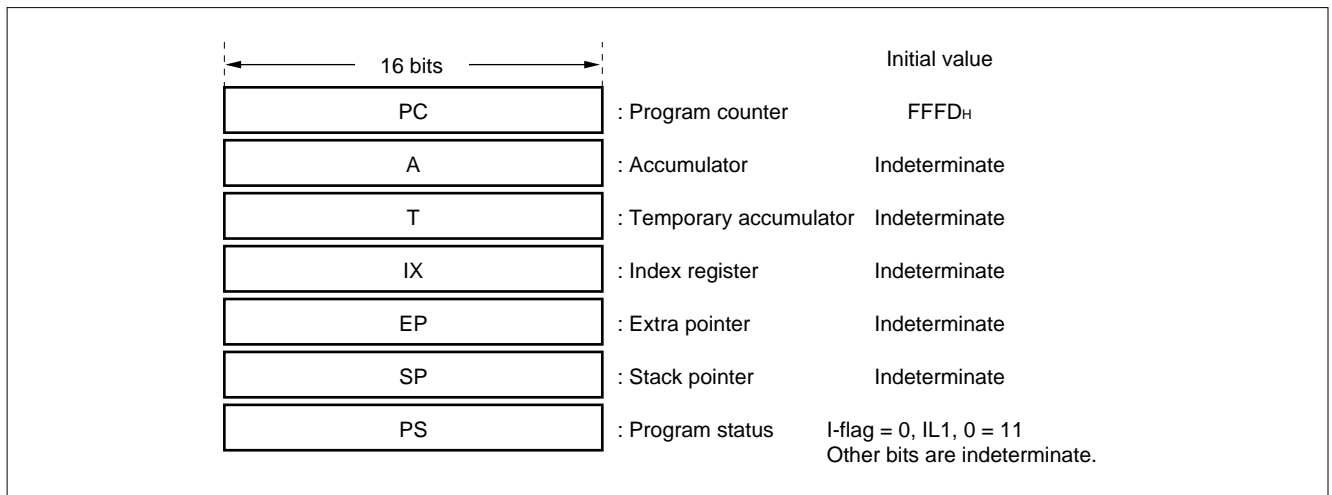 16 bits Initial value
PC : Program counter FFFDH
A : Accumulator Indeterminate
T : Temporary accumulator Indeterminate
IX : Index register Indeterminate
EP : Extra pointer Indeterminate
SP : Stack pointer Indeterminate
PS : Program status I-flag = 0, IL1, 0 = 11
Other bits are indeterminate.